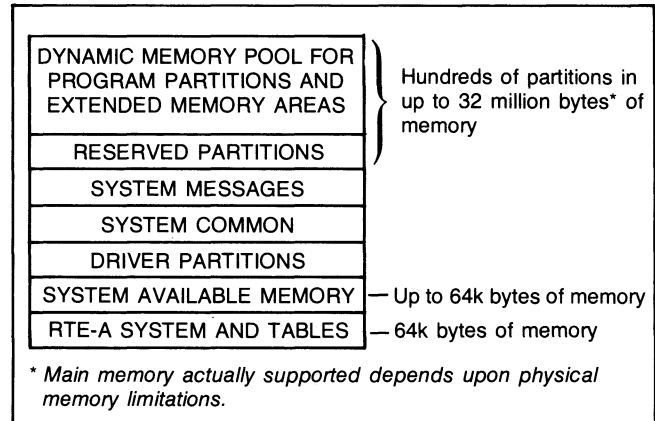 DYNAMIC MEMORY POOL FOR
PROGRAM PARTITIONS AND
EXTENDED MEMORY AREAS
Hundreds of partitions in
up to 32 million bytes* of
memory
RESERVED PARTITIONS
SYSTEM MESSAGES
SYSTEM COMMON
DRIVER PARTITIONS
SYSTEM AVAILABLE MEMORY
Up to 64k bytes of memory
RTE-A SYSTEM AND TABLES
64k bytes of memory
* Main memory actually supported depends upon physical
memory limitations.